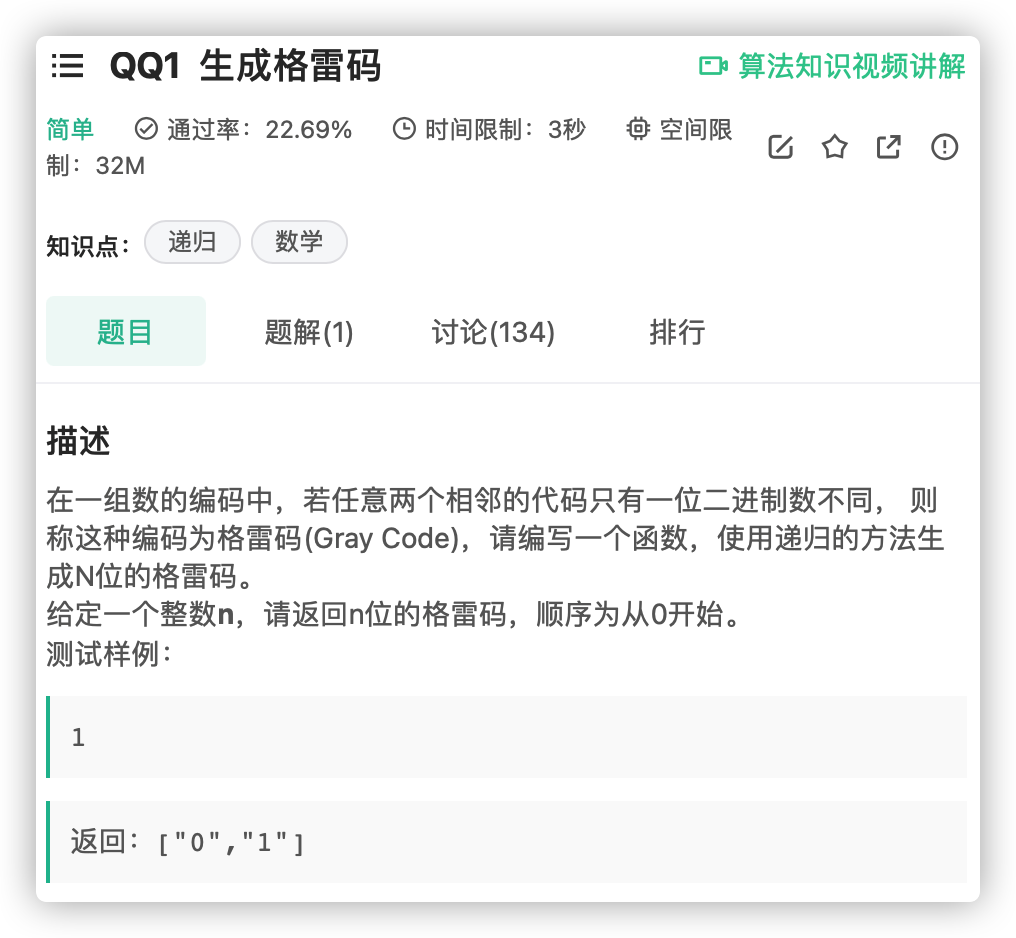 QQ1 生成格雷码
算法知识视频讲解
简单 通过率：22.69% 时间限制：3秒 空间限
制：32M
知识点： 递归 数学
题目 题解(1) 讨论(134) 排行
描述
在一组数的编码中，若任意两个相邻的代码只有一位二进制数不同， 则
称这种编码为格雷码(Gray Code)，请编写一个函数，使用递归的方法生
成N位的格雷码。
给定一个整数n，请返回n位的格雷码，顺序为从0开始。
测试样例：
1
返回：["0","1"]